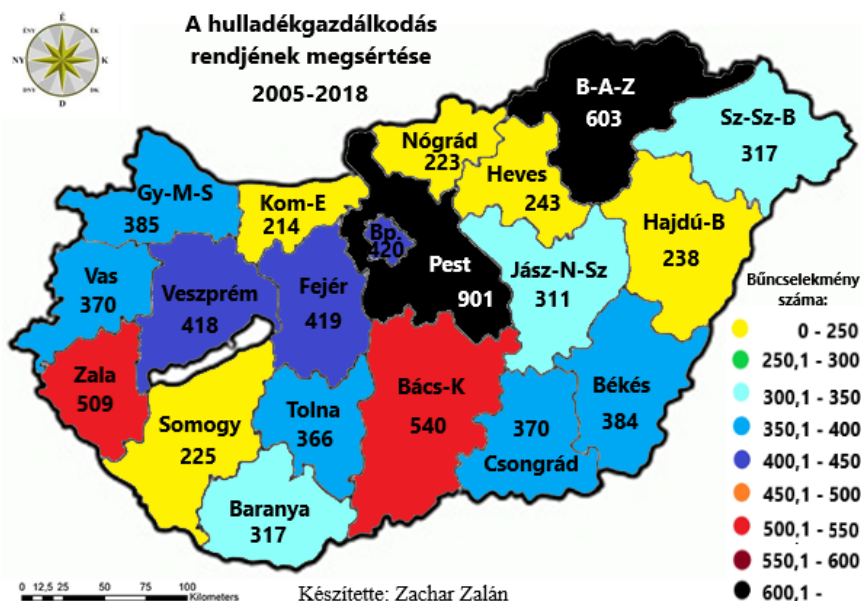 A hulladékgazdálkodás
rendjének megsértése
2005-2018
É
ÉNY ÉK
NY K
DNY DK
D
B-A-Z
603
Sz-Sz-B
317
Nógrád
223
Heves
243
Gy-M-S
385
Kom-E
214
Hajdú-B
238
Bp.
420
Pest
901
Jász-N-Sz
311
Vas
370
Veszprém
418
Fejér
419
Zala
509
Somogy
225
Tolna
366
Bács-K
540
370
Csongrád
Békés
384
Baranya
317
Bűncselekmény
száma:
0 - 250
250,1 - 300
300,1 - 350
350,1 - 400
400,1 - 450
450,1 - 500
500,1 - 550
550,1 - 600
600,1 -
0 12,5 25 50 75 100
Kilometers
Készítette: Zachar Zalán